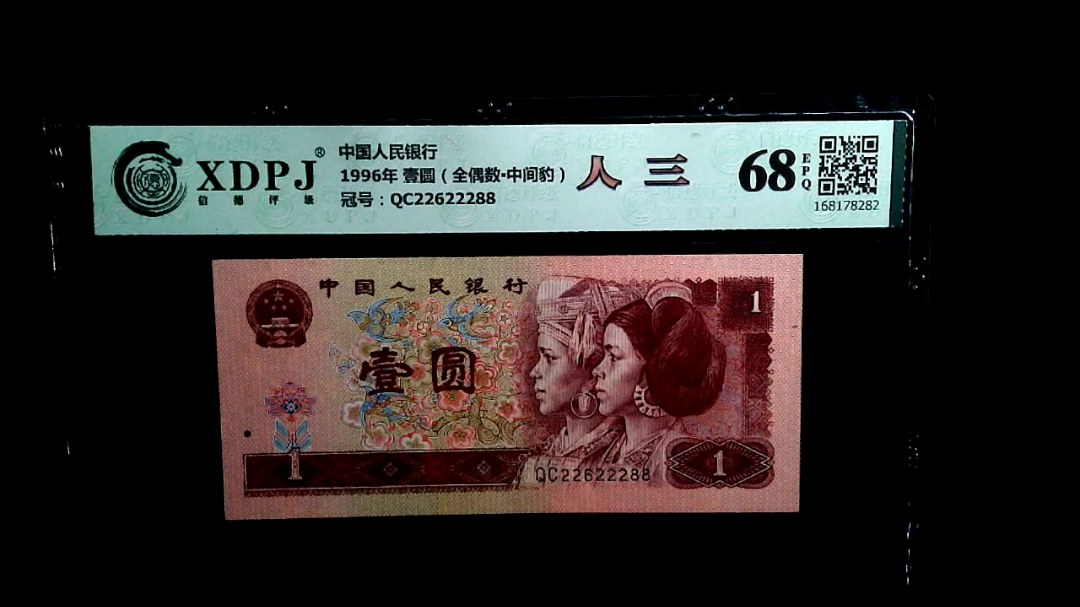 XDPJ®
信德评级
中国人民银行
1996年 壹圆（全偶数-中间豹）
冠号：QC22622288
人三
68
EPQ
168178282
中国人民银行
壹圆
1
1
QC22622288
1